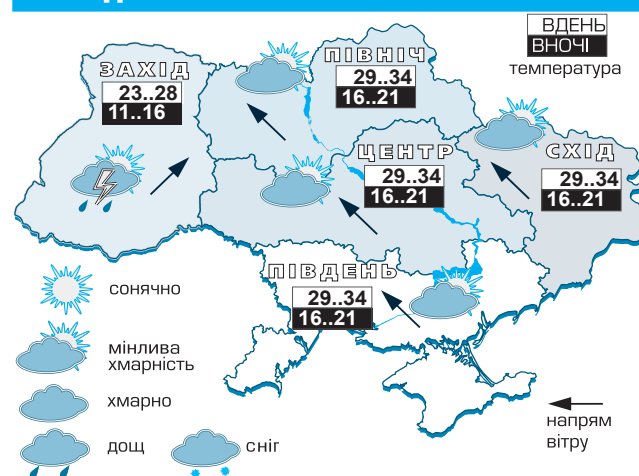 ВДЕНЬ
ВНОЧІ
температура
ЗАХІД
23..28
11..16
ПІВНІЧ
29..34
16..21
ЦЕНТР
29..34
16..21
СХІД
29..34
16..21
ПІВДЕНЬ
29..34
16..21
сонячно
мінлива
хмарність
хмарно
дощ
сніг
напрям
вітру